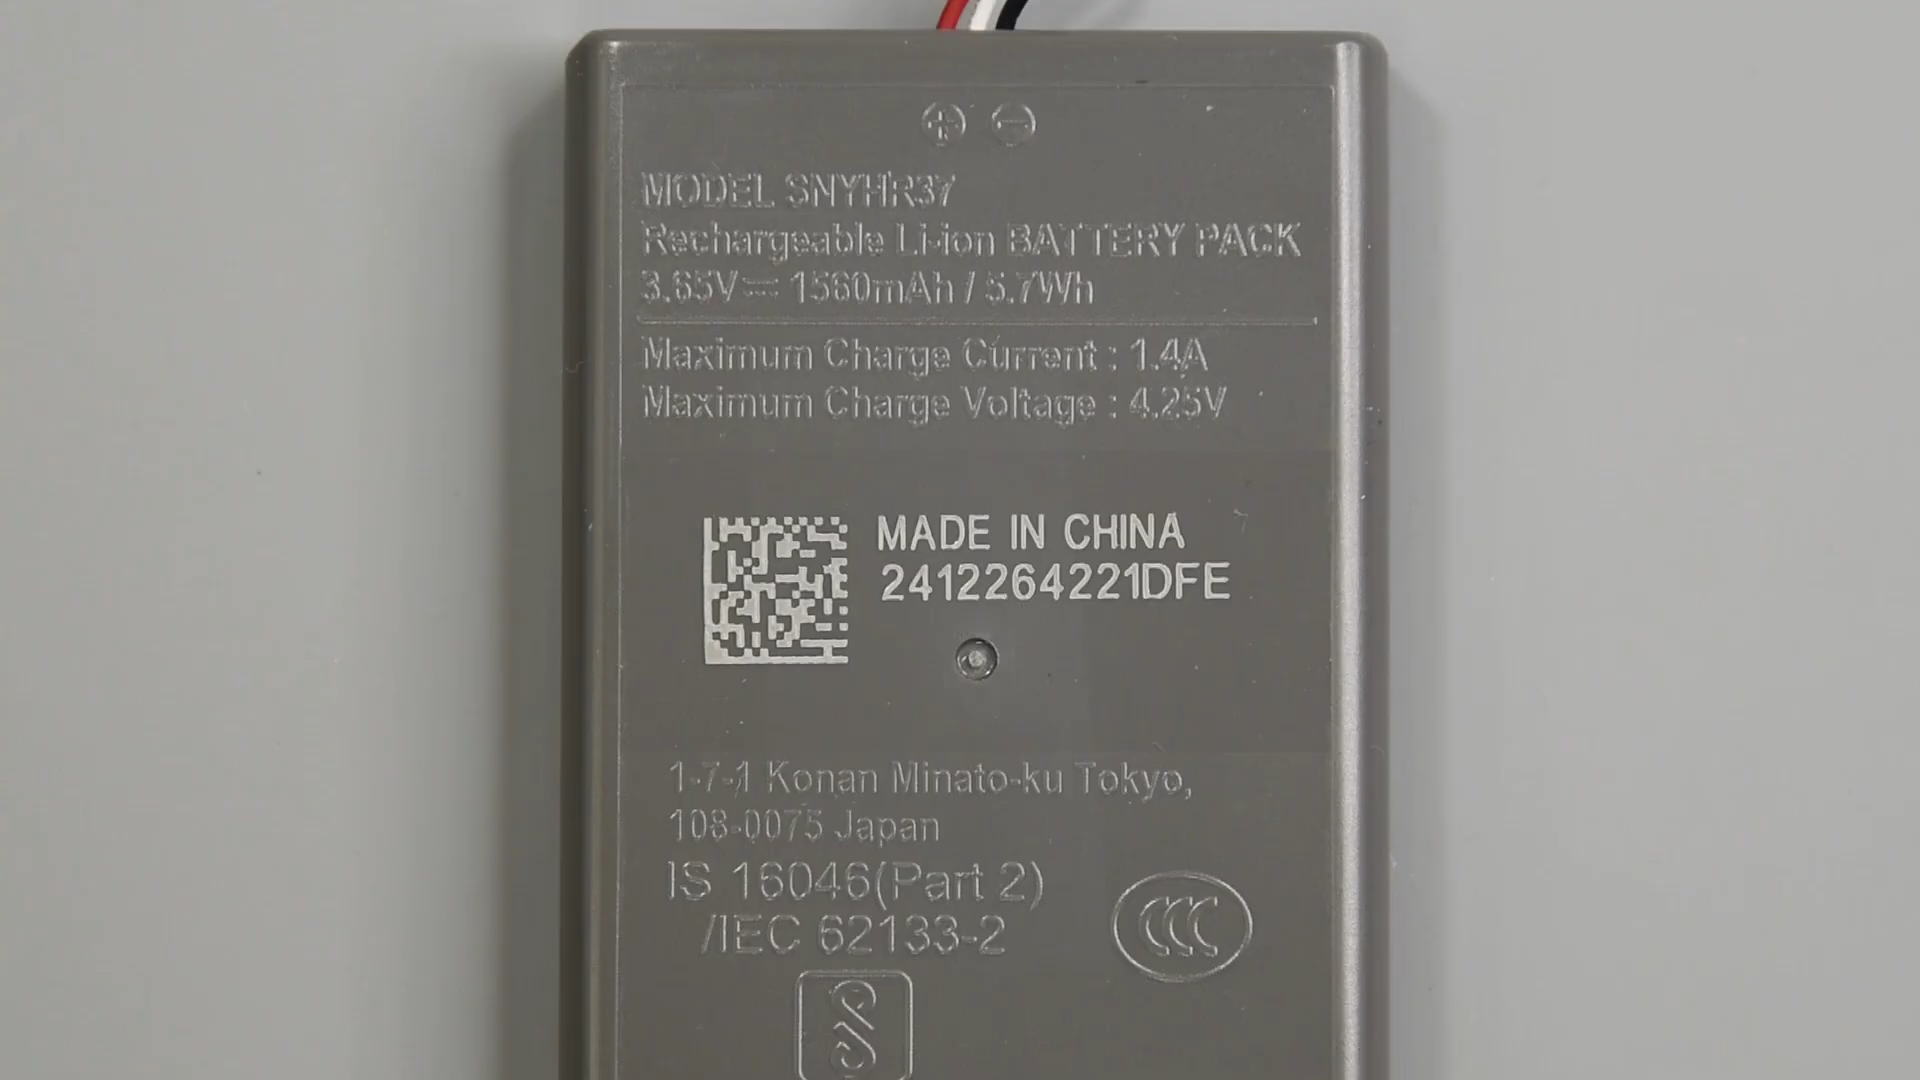 MODEL SNYHR37
Rechargeable Li-ion BATTERY PACK
3.65V⎓ 1560mAh / 5.7Wh
Maximum Charge Current : 1.4A
Maximum Charge Voltage : 4.25V
MADE IN CHINA
2412264221DFE
1-7-1 Konan Minato-ku Tokyo,
108-0075 Japan
IS 16046(Part 2)
/IEC 62133-2
CCC